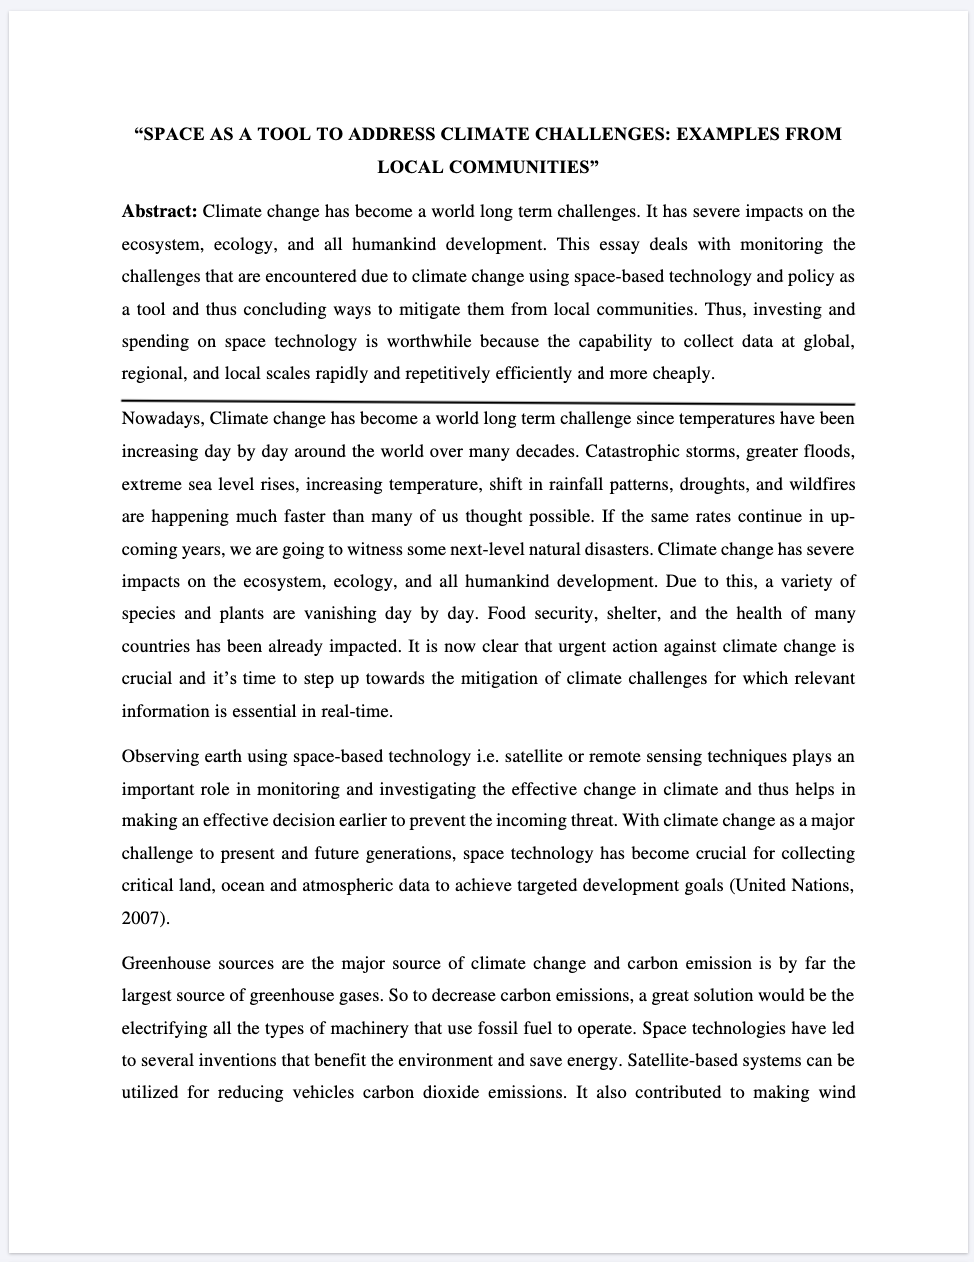 “SPACE AS A TOOL TO ADDRESS CLIMATE CHALLENGES: EXAMPLES FROM
LOCAL COMMUNITIES”
Abstract: Climate change has become a world long term challenges. It has severe impacts on the
ecosystem, ecology, and all humankind development. This essay deals with monitoring the
challenges that are encountered due to climate change using space-based technology and policy as
a tool and thus concluding ways to mitigate them from local communities. Thus, investing and
spending on space technology is worthwhile because the capability to collect data at global,
regional, and local scales rapidly and repetitively efficiently and more cheaply.
Nowadays, Climate change has become a world long term challenge since temperatures have been
increasing day by day around the world over many decades. Catastrophic storms, greater floods,
extreme sea level rises, increasing temperature, shift in rainfall patterns, droughts, and wildfires
are happening much faster than many of us thought possible. If the same rates continue in up-
coming years, we are going to witness some next-level natural disasters. Climate change has severe
impacts on the ecosystem, ecology, and all humankind development. Due to this, a variety of
species and plants are vanishing day by day. Food security, shelter, and the health of many
countries has been already impacted. It is now clear that urgent action against climate change is
crucial and it’s time to step up towards the mitigation of climate challenges for which relevant
information is essential in real-time.
Observing earth using space-based technology i.e. satellite or remote sensing techniques plays an
important role in monitoring and investigating the effective change in climate and thus helps in
making an effective decision earlier to prevent the incoming threat. With climate change as a major
challenge to present and future generations, space technology has become crucial for collecting
critical land, ocean and atmospheric data to achieve targeted development goals (United Nations,
2007).
Greenhouse sources are the major source of climate change and carbon emission is by far the
largest source of greenhouse gases. So to decrease carbon emissions, a great solution would be the
electrifying all the types of machinery that use fossil fuel to operate. Space technologies have led
to several inventions that benefit the environment and save energy. Satellite-based systems can be
utilized for reducing vehicles carbon dioxide emissions. It also contributed to making wind